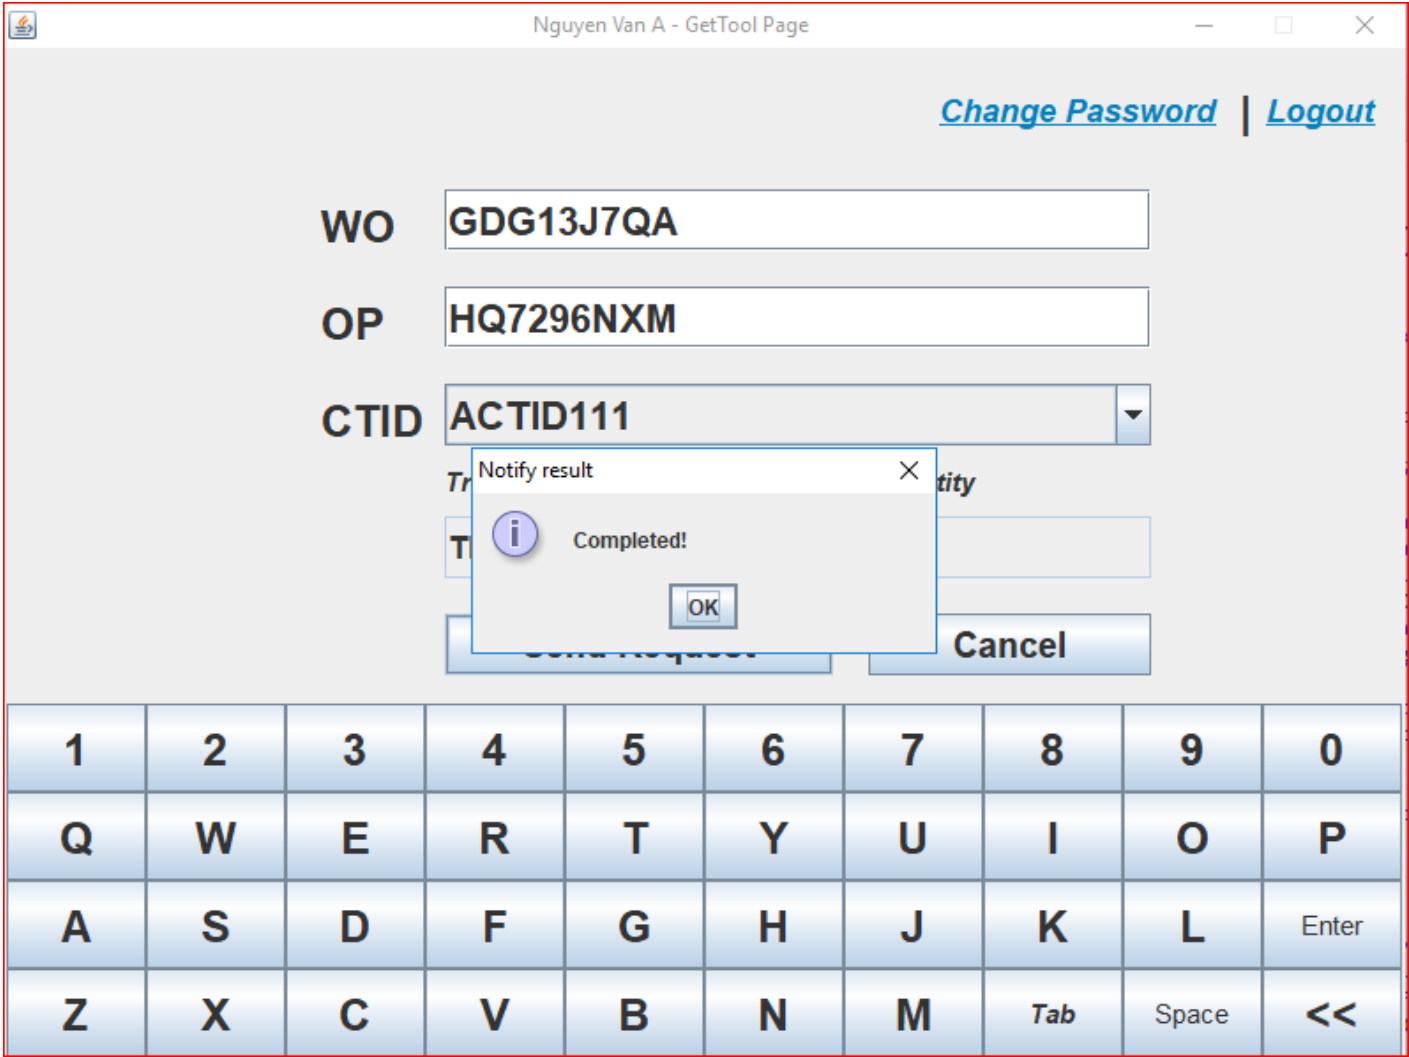 Nguyen Van A - GetTool Page
Change Password | Logout
WO GDG13J7QA
OP HQ7296NXM
CTID ACTID111
Notify result
Completed!
OK
Cancel
1 2 3 4 5 6 7 8 9 0
Q W E R T Y U I O P
A S D F G H J K L Enter
Z X C V B N M Tab Space <<